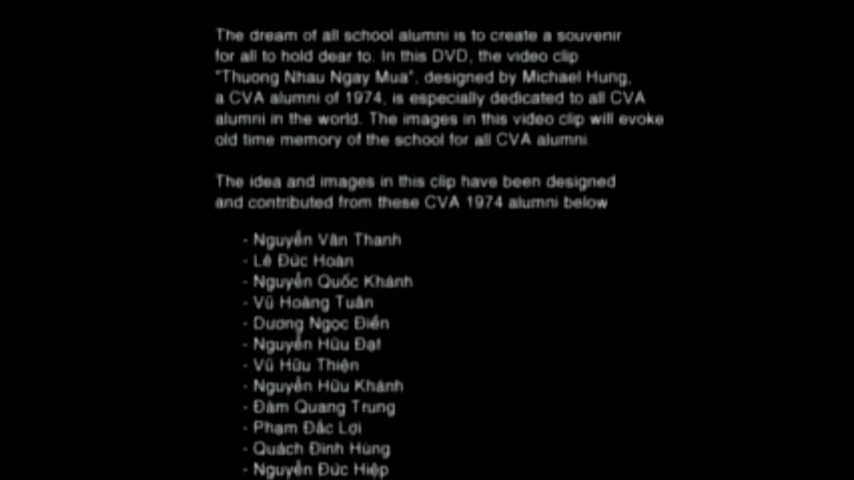 The dream of all school alumni is to create a souvenir
for all to hold dear to. In this DVD, the video clip
"Thuong Nhau Ngay Mua", designed by Michael Hung,
a CVA alumni of 1974, is especially dedicated to all CVA
alumni in the world. The images in this video clip will evoke
old time memory of the school for all CVA alumni.
The idea and images in this clip have been designed
and contributed from these CVA 1974 alumni below
- Nguyễn Văn Thanh
- Lê Đức Hoàn
- Nguyễn Quốc Khánh
- Vũ Hoàng Tuân
- Dương Ngọc Điển
- Nguyễn Hữu Đạt
- Vũ Hữu Thiện
- Nguyễn Hữu Khánh
- Đàm Quang Trung
- Phạm Đắc Lợi
- Quách Đình Hùng
- Nguyễn Đức Hiệp